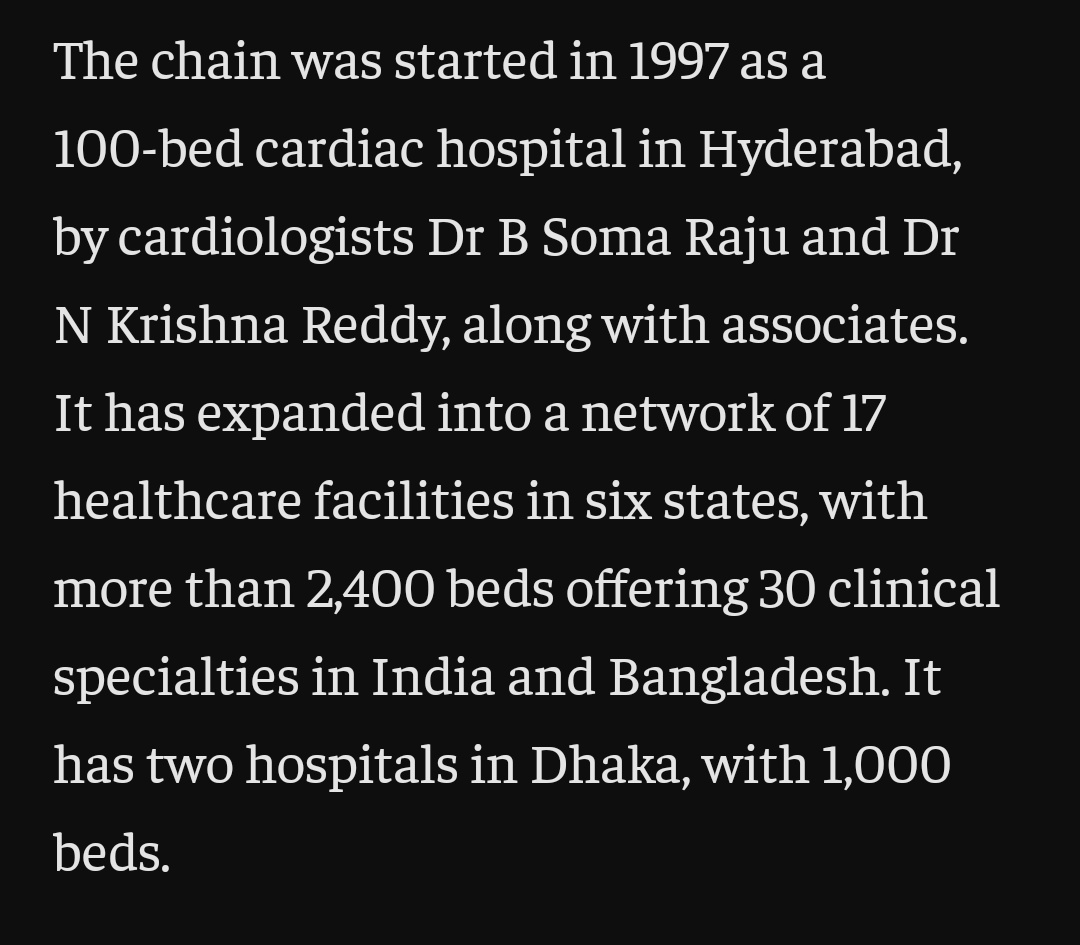 The chain was started in 1997 as a
100-bed cardiac hospital in Hyderabad,
by cardiologists Dr B Soma Raju and Dr
N Krishna Reddy, along with associates.
It has expanded into a network of 17
healthcare facilities in six states, with
more than 2,400 beds offering 30 clinical
specialties in India and Bangladesh. It
has two hospitals in Dhaka, with 1,000
beds.